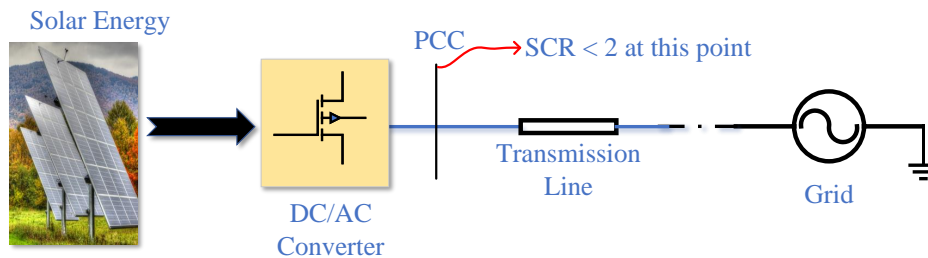 Solar Energy
PCC
SCR < 2 at this point
Transmission
Line
Grid
DC/AC
Converter